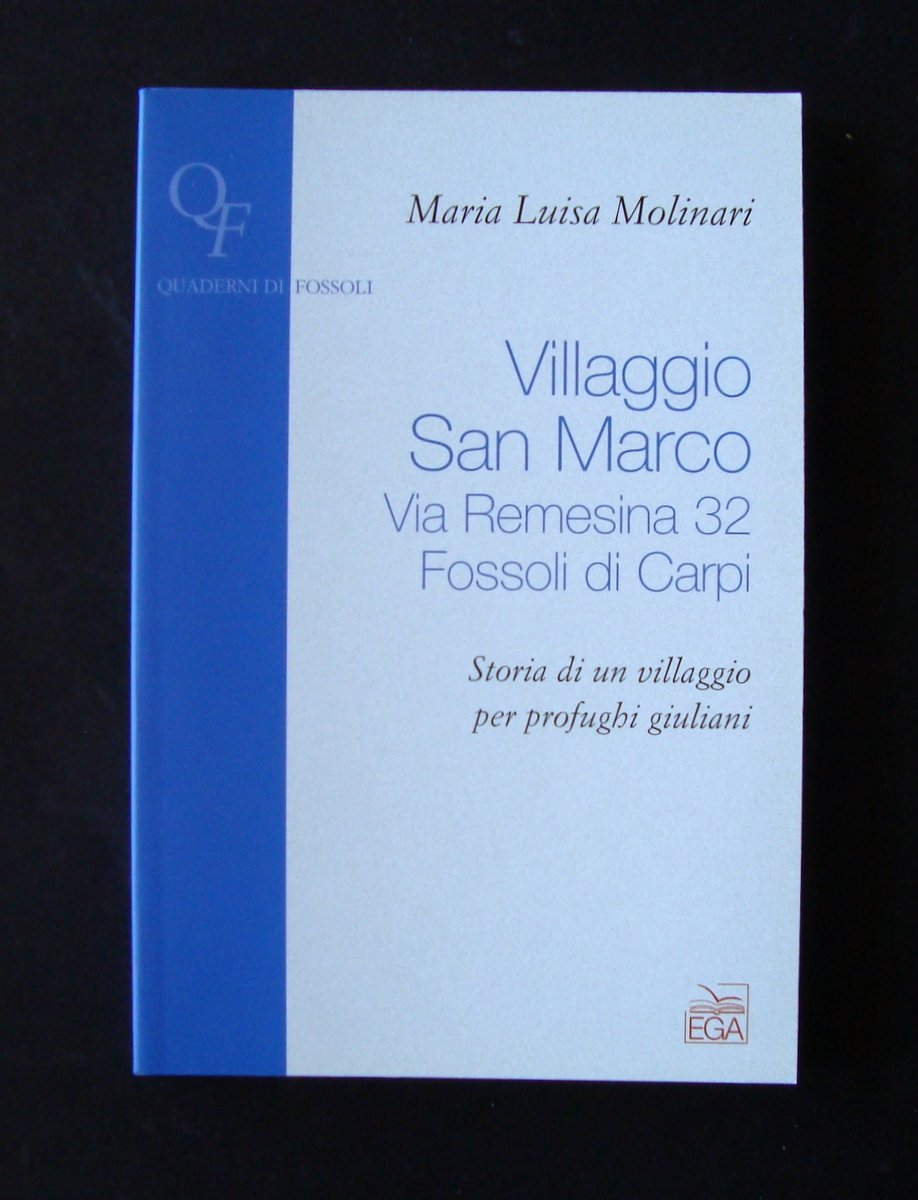 QF
QUADERNI DI FOSSOLI
Maria Luisa Molinari
Villaggio
San Marco
Via Remesina 32
Fossoli di Carpi
Storia di un villaggio
per profughi giuliani
EGA